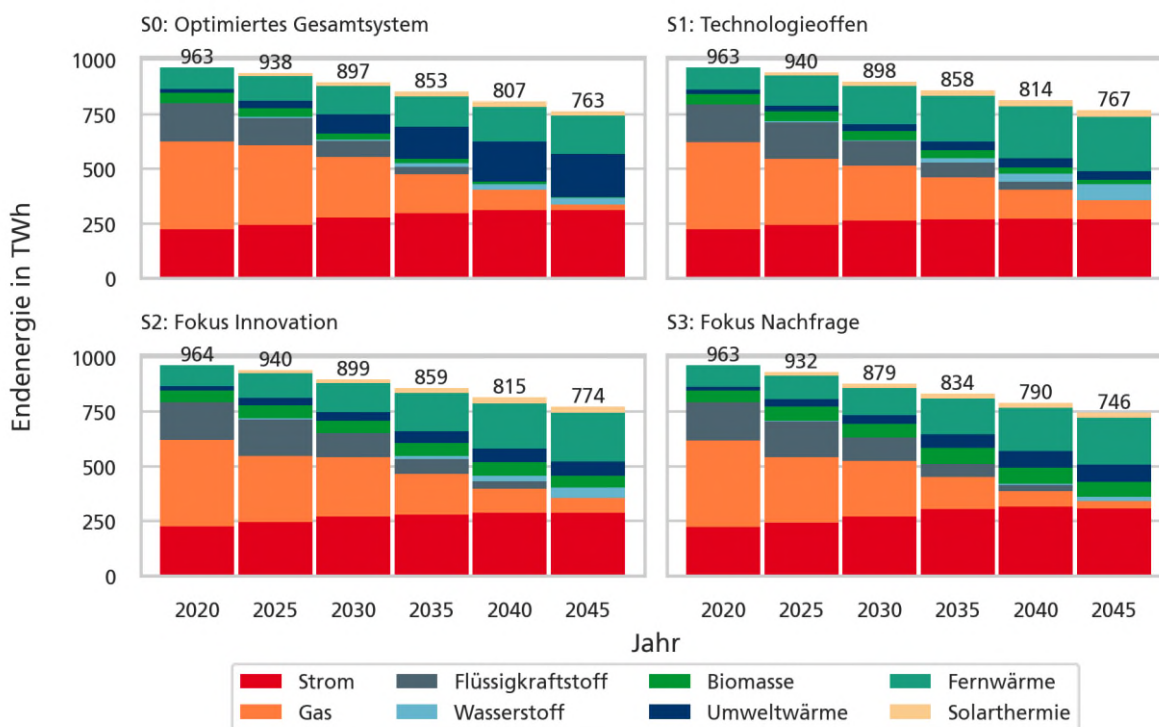 S0: Optimiertes Gesamtsystem
S1: Technologieoffen
1000
750
500
250
0
963 938 897 853 807 763
963 940 898 858 814 767
S2: Fokus Innovation
S3: Fokus Nachfrage
1000
750
500
250
0
964 940 899 859 815 774
963 932 879 834 790 746
Endenergie in TWh
2020 2025 2030 2035 2040 2045
2020 2025 2030 2035 2040 2045
Jahr
Strom Flüssigkraftstoff Biomasse Fernwärme
Gas Wasserstoff Umweltwärme Solarthermie